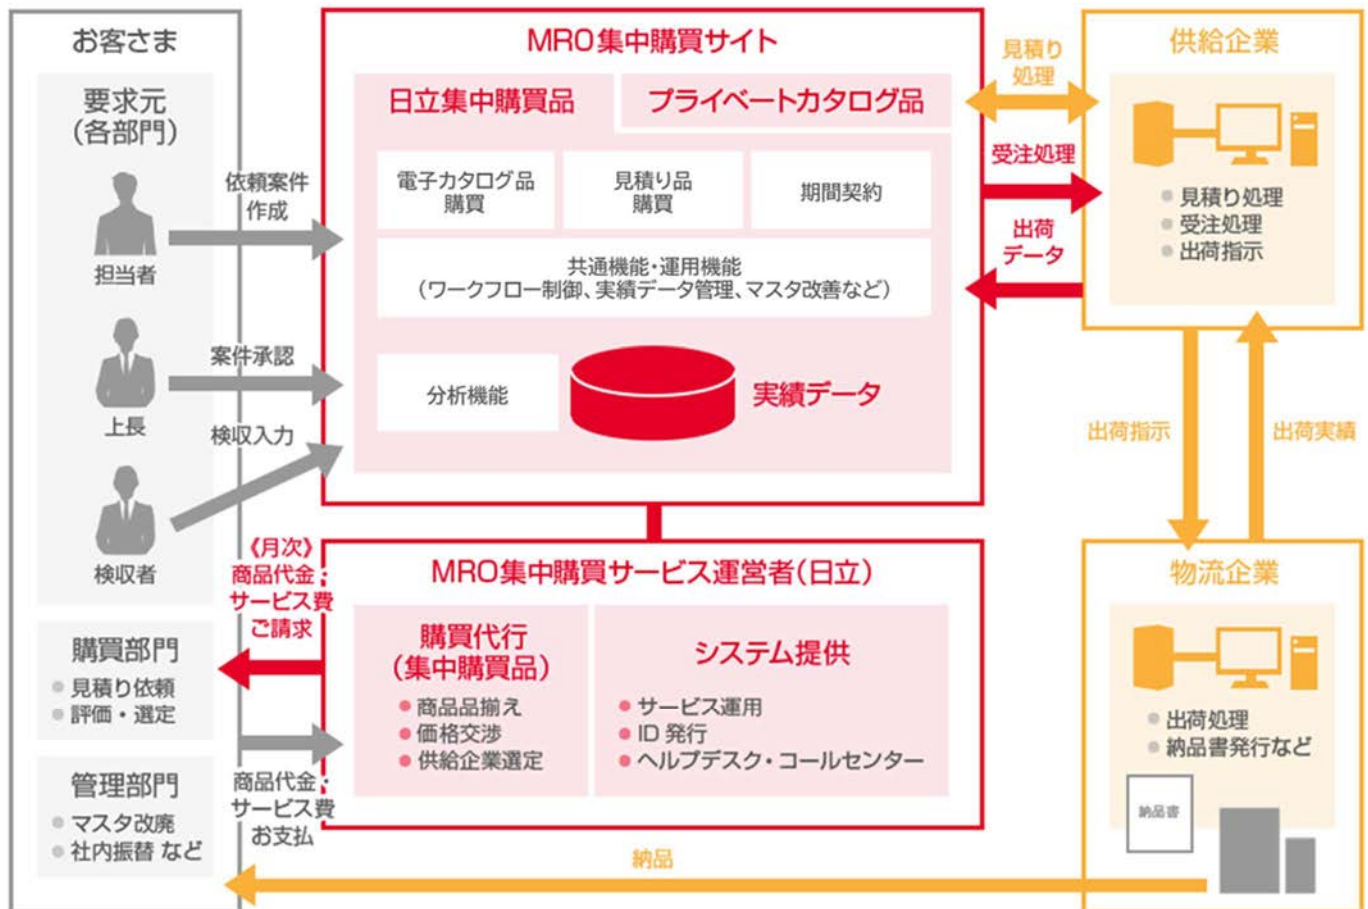 お客さま
要求元
(各部門)
担当者
上長
検収者
購買部門
見積り依頼
評価・選定
管理部門
マスタ改廃
社内振替 など
依頼案件
作成
案件承認
検収入力
《月次》
商品代金・
サービス費
ご請求
商品代金・
サービス費
お支払
MRO集中購買サイト
日立集中購買品
プライベートカタログ品
電子カタログ品
購買
見積り品
購買
期間契約
共通機能・運用機能
(ワークフロー制御、実績データ管理、マスタ改善など)
分析機能
実績データ
MRO集中購買サービス運営者(日立)
購買代行
(集中購買品)
商品品揃え
価格交渉
供給企業選定
システム提供
サービス運用
ID 発行
ヘルプデスク・コールセンター
見積り
処理
受注処理
出荷
データ
供給企業
見積り処理
受注処理
出荷指示
出荷指示
出荷実績
物流企業
出荷処理
納品書発行など
納品書
納品